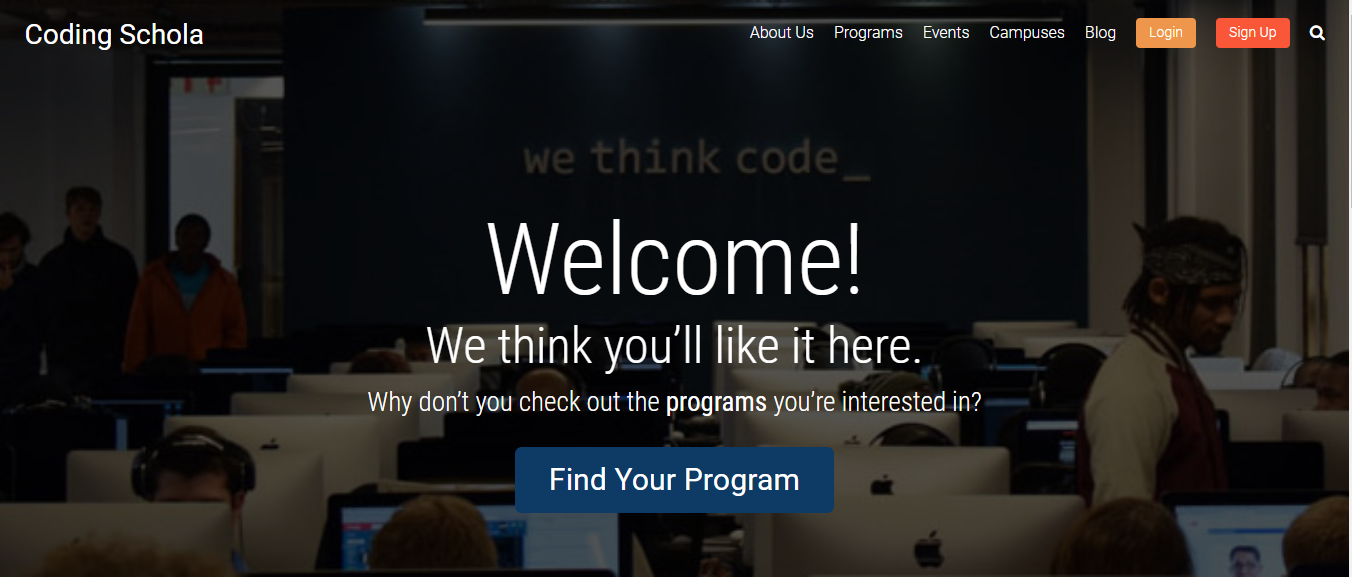 Coding Schola
About Us Programs Events Campuses Blog Login Sign Up
we think code_
Welcome!
We think you’ll like it here.
Why don’t you check out the programs you’re interested in?
Find Your Program